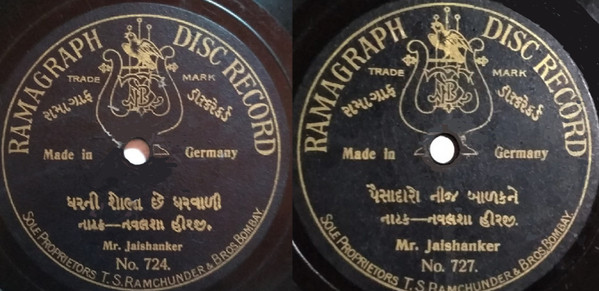 RAMAGRAPH DISC RECORD
TRADE MARK
રામાગ્રાફ ડીસ્કરેકર્ડ
Made in Germany
ઘરની શોભા છે ઘરવાળી
નાટક—નવલશા હીરજી.
Mr. Jaishanker
No. 724.
SOLE PROPRIETORS T. S. RAMCHUNDER & BROS. BOMBAY.
RAMAGRAPH DISC RECORD
TRADE MARK
રામાગ્રાફ ડીસ્કરેકર્ડ
Made in Germany
પૈસાદારો નીજ બાળકને
નાટક—નવલશા હીરજી.
Mr. Jaishanker
No. 727.
SOLE PROPRIETORS T. S. RAMCHUNDER & BROS. BOMBAY.